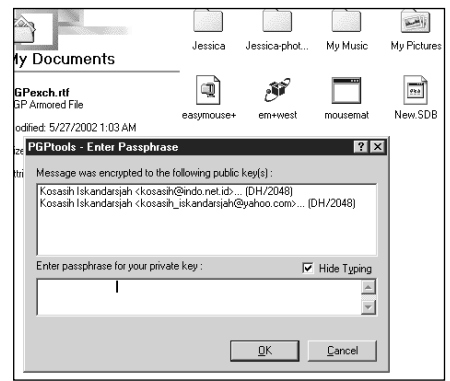 Jessica
Jessica-phot...
My Music
My Pictures
My Documents
GPexch.rtf
GP Armored File
odified: 5/27/2002 1:03 AM
ize
ttri
easymouse+
em+west
mousemat
New.SDB
PGPtools - Enter Passphrase
Message was encrypted to the following public key(s) :
Kosasih Iskandarsjah <kosasih@indo.net.id>... (DH/2048)
Kosasih Iskandarsjah <kosasih_iskandarsjah@yahoo.com>... (DH/2048)
Enter passphrase for your private key :
Hide Typing
OK
Cancel